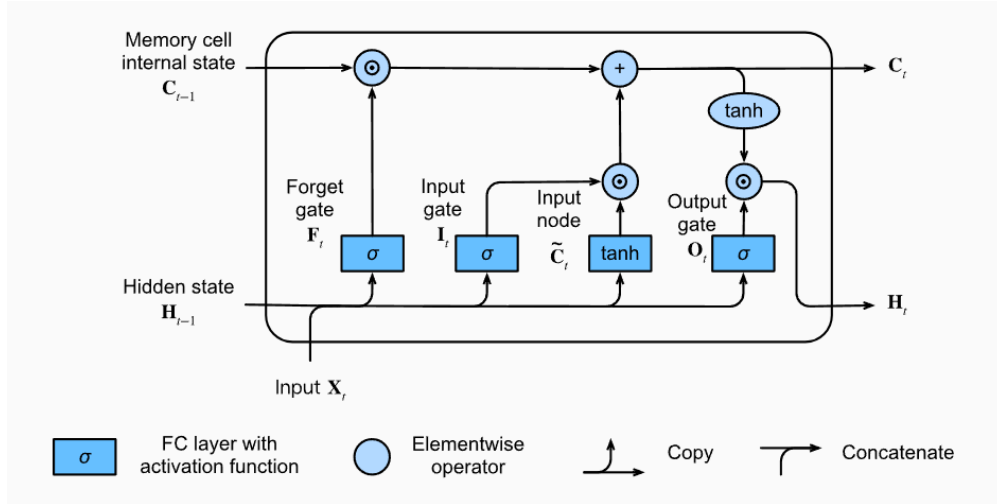 Memory cell
internal state
C_{t−1}
⊙
+
C_t
tanh
Forget
gate
F_t
Input
gate
I_t
Input
node
C̃_t
⊙
Output
gate
O_t
⊙
σ
σ
tanh
σ
Hidden state
H_{t−1}
H_t
Input X_t
σ
FC layer with
activation function
Elementwise
operator
Copy
Concatenate